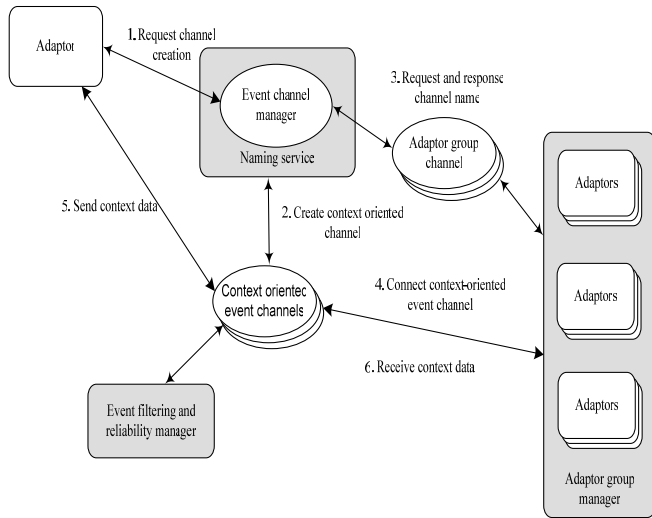 Adaptor
1. Request channel
creation
Event channel
manager
Naming service
3. Request and response
channel name
Adaptor group
channel
Adaptors
5. Send context data
2. Create context oriented
channel
Context oriented
event channels
4. Connect context-oriented
event channel
Adaptors
6. Receive context data
Event filtering and
reliability manager
Adaptors
Adaptor group
manager